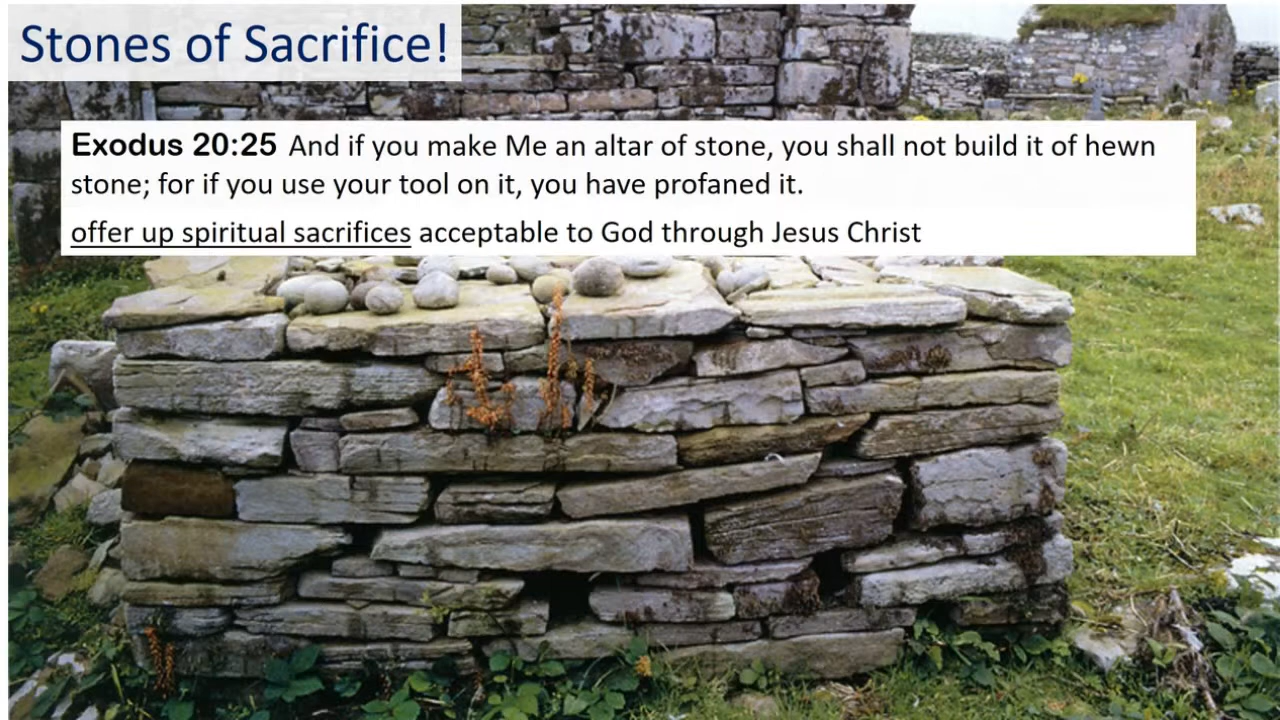 Stones of Sacrifice!
Exodus 20:25 And if you make Me an altar of stone, you shall not build it of hewn
stone; for if you use your tool on it, you have profaned it.
offer up spiritual sacrifices acceptable to God through Jesus Christ